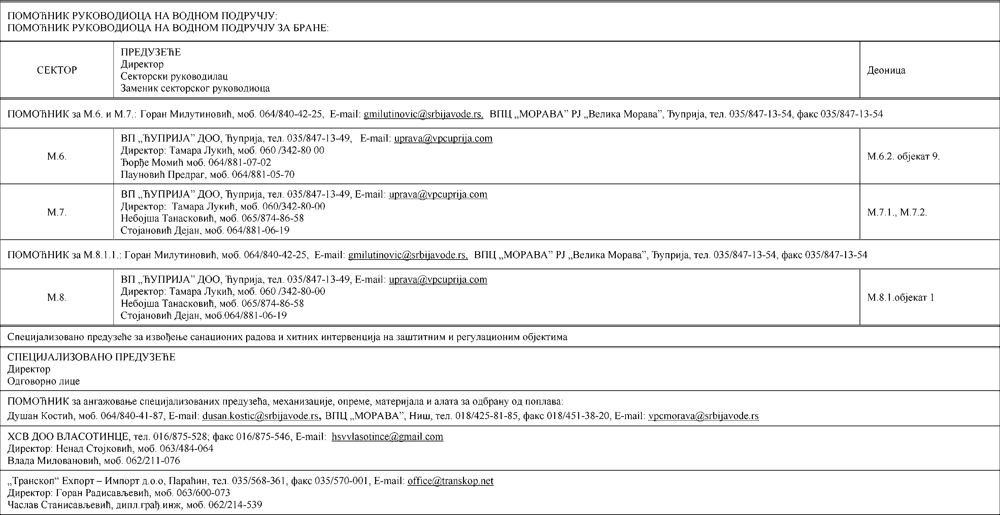 ПОМОЋНИК РУКОВОДИОЦА НА ВОДНОМ ПОДРУЧЈУ:
ПОМОЋНИК РУКОВОДИОЦА НА ВОДНОМ ПОДРУЧЈУ ЗА БРАНЕ:
СЕКТОР
ПРЕДУЗЕЋЕ
Директор
Секторски руководилац
Заменик секторског руководиоца
Деоница
ПОМОЋНИК за М.6. и М.7.: Горан Милутиновић, моб. 064/840-42-25, E-mail: gmilutinovic@srbijavode.rs, ВПЦ „МОРАВА” РЈ „Велика Морава”, Ћуприја, тел. 035/847-13-54, факс 035/847-13-54
М.6.
ВП „ЋУПРИЈА” ДОО, Ћуприја, тел. 035/847-13-49, E-mail: uprava@vpcuprija.com
Директор: Тамара Лукић, моб. 060 /342-80 00
Ђорђе Момић моб. 064/881-07-02
Пауновић Предраг, моб. 064/881-05-70
М.6.2. објекат 9.
М.7.
ВП „ЋУПРИЈА” ДОО, Ћуприја, тел. 035/847-13-49, E-mail: uprava@vpcuprija.com
Директор: Тамара Лукић, моб. 060/342-80-00
Небојша Танасковић, моб. 065/874-86-58
Стојановић Дејан, моб. 064/881-06-19
М.7.1., М.7.2.
ПОМОЋНИК за М.8.1.1.: Горан Милутиновић, моб. 064/840-42-25, E-mail: gmilutinovic@srbijavode.rs, ВПЦ „МОРАВА” РЈ „Велика Морава”, Ћуприја, тел. 035/847-13-54, факс 035/847-13-54
М.8.
ВП „ЋУПРИЈА” ДОО, Ћуприја, тел. 035/847-13-49, E-mail: uprava@vpcuprija.com
Директор: Тамара Лукић, моб. 060 /342-80-00
Небојша Танасковић, моб. 065/874-86-58
Стојановић Дејан, моб.064/881-06-19
М.8.1.објекат 1
Специјализовано предузеће за извођење санационих радова и хитних интервенција на заштитним и регулационим објектима
СПЕЦИЈАЛИЗОВАНО ПРЕДУЗЕЋЕ
Директор
Одговорно лице
ПОМОЋНИК за ангажовање специјализованих предузећа, механизације, опреме, материјала и алата за одбрану од поплава:
Душан Костић, моб. 064/840-41-87, E-mail: dusan.kostic@srbijavode.rs, ВПЦ „МОРАВА”, Ниш, тел. 018/425-81-85, факс 018/451-38-20, E-mail: vpcmorava@srbijavode.rs
ХСВ ДОО ВЛАСОТИНЦЕ, тел. 016/875-528; факс 016/875-546, E-mail: hsvvlasotince@gmail.com
Директор: Ненад Стојковић, моб. 063/484-064
Влада Миловановић, моб. 062/211-076
„Транскоп“ Експорт – Импорт д.о.о, Параћин, тел. 035/568-361, факс 035/570-001, E-mail: office@transkop.net
Директор: Горан Радисављевић, моб. 063/600-073
Часлав Станисављевић, дипл.грађ.инж, моб. 062/214-539